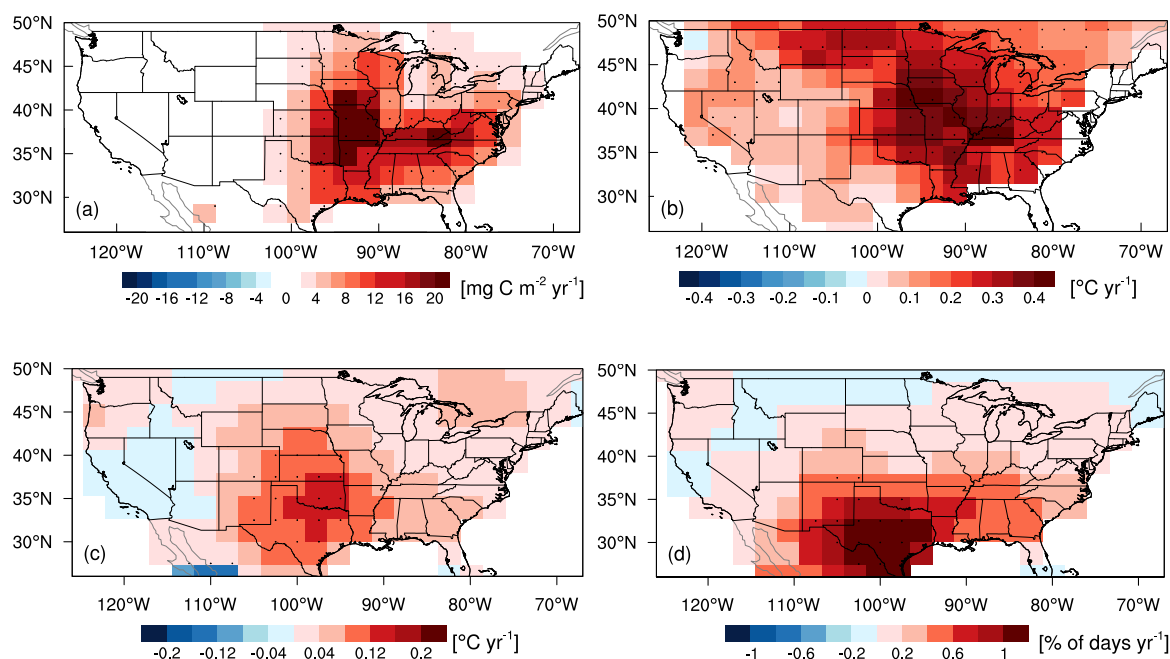 50°N
45°N
40°N
35°N
30°N
(a)
120°W 110°W 100°W 90°W 80°W 70°W
-20 -12 -4 0 4 8 12 16 20 [mg C m⁻² yr⁻¹]
50°N
45°N
40°N
35°N
30°N
(b)
120°W 110°W 100°W 90°W 80°W 70°W
-0.4 -0.3 -0.2 -0.1 0 0.1 0.2 0.3 0.4 [°C yr⁻¹]
50°N
45°N
40°N
35°N
30°N
(c)
120°W 110°W 100°W 90°W 80°W 70°W
-0.2 -0.12 -0.04 0.04 0.12 0.2 [°C yr⁻¹]
50°N
45°N
40°N
35°N
30°N
(d)
120°W 110°W 100°W 90°W 80°W 70°W
-1 -0.6 -0.2 0.2 0.6 1 [% of days yr⁻¹]